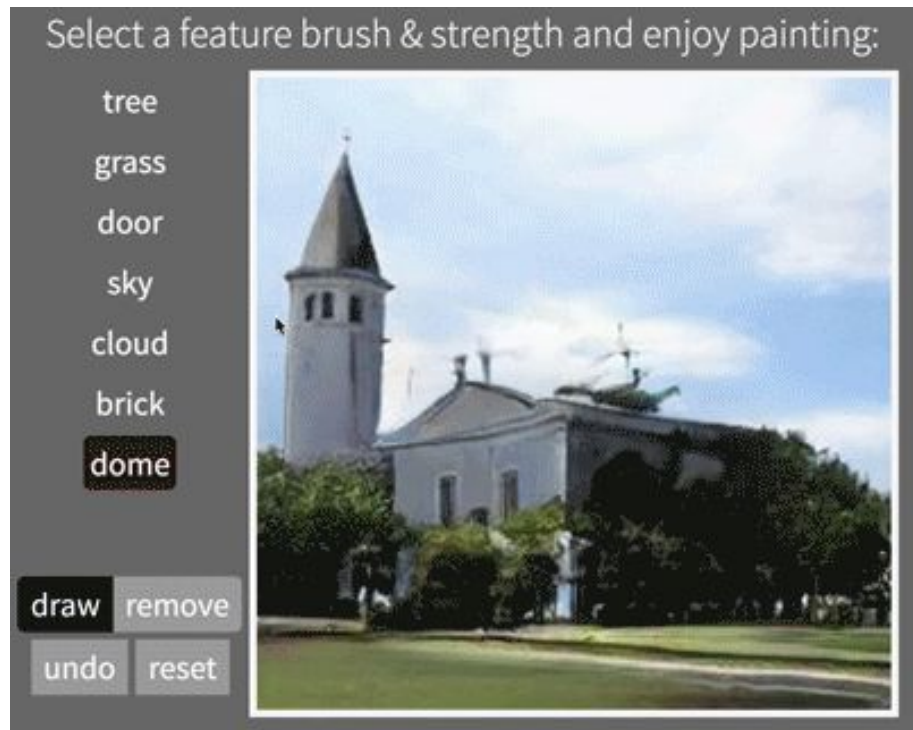 Select a feature brush & strength and enjoy painting:
tree
grass
door
sky
cloud
brick
dome
draw remove
undo reset